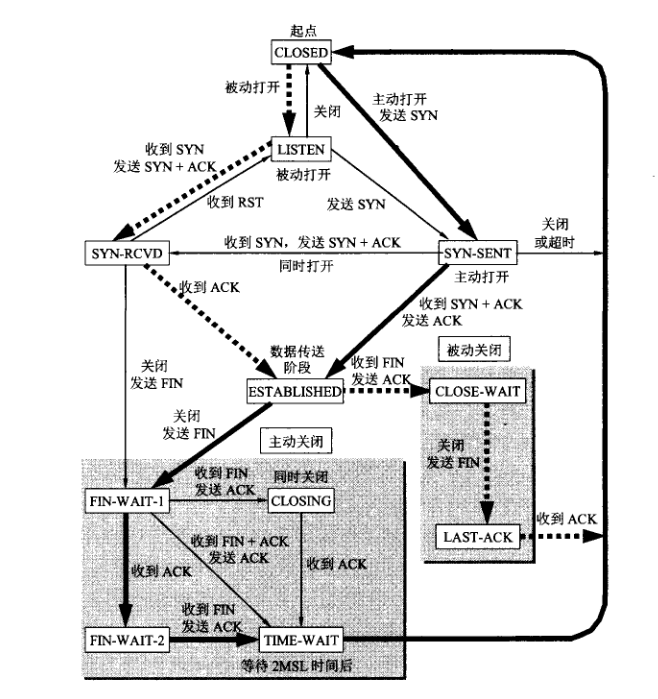 起点
CLOSED
被动打开
关闭
主动打开
发送 SYN
收到 SYN
发送 SYN + ACK
LISTEN
被动打开
收到 RST
发送 SYN
SYN-RCVD
收到 SYN，发送 SYN + ACK
同时打开
SYN-SENT
主动打开
关闭
或超时
收到 ACK
收到 SYN + ACK
发送 ACK
数据传送
阶段
ESTABLISHED
收到 FIN
发送 ACK
被动关闭
CLOSE-WAIT
关闭
发送 FIN
关闭
发送 FIN
主动关闭
关闭
发送 FIN
LAST-ACK
收到 ACK
FIN-WAIT-1
收到 FIN
发送 ACK
同时关闭
CLOSING
收到 FIN + ACK
发送 ACK
收到 ACK
收到 ACK
FIN-WAIT-2
收到 FIN
发送 ACK
TIME-WAIT
等待 2MSL 时间后